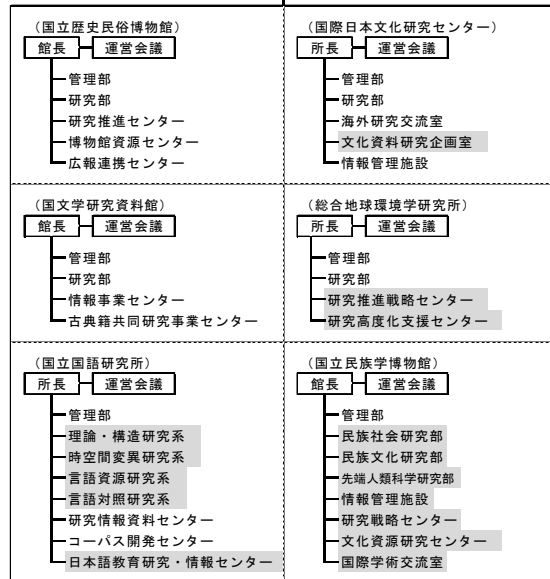 （国立歴史民俗博物館）
館長 運営会議
管理部
研究部
研究推進センター
博物館資源センター
広報連携センター
（国際日本文化研究センター）
所長 運営会議
管理部
研究部
海外研究交流室
文化資料研究企画室
情報管理施設
（国文学研究資料館）
館長 運営会議
管理部
研究部
情報事業センター
古典籍共同研究事業センター
（総合地球環境学研究所）
所長 運営会議
管理部
研究部
研究推進戦略センター
研究高度化支援センター
（国立国語研究所）
所長 運営会議
管理部
理論・構造研究系
時空間変異研究系
言語資源研究系
言語対照研究系
研究情報資料センター
コーパス開発センター
日本語教育研究・情報センター
（国立民族学博物館）
館長 運営会議
管理部
民族社会研究部
民族文化研究部
先端人類科学研究部
情報管理施設
研究戦略センター
文化資源研究センター
国際学術交流室